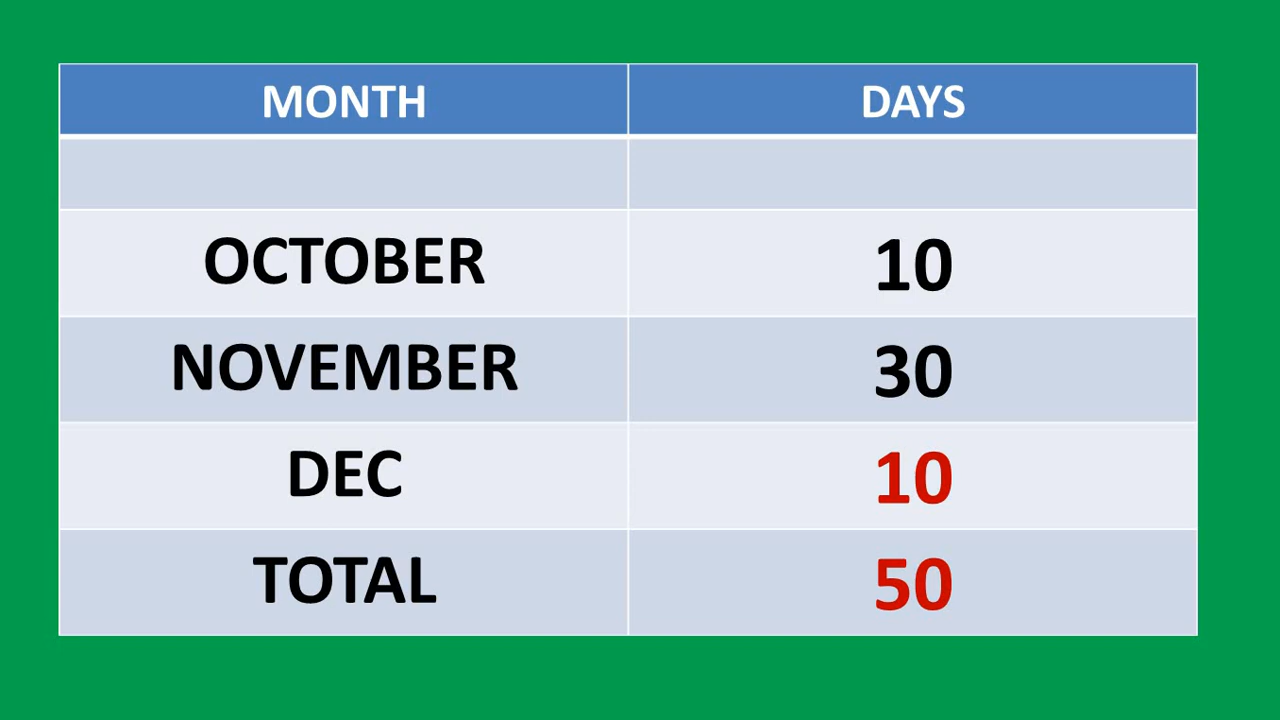 MONTH DAYS
OCTOBER 10
NOVEMBER 30
DEC 10
TOTAL 50